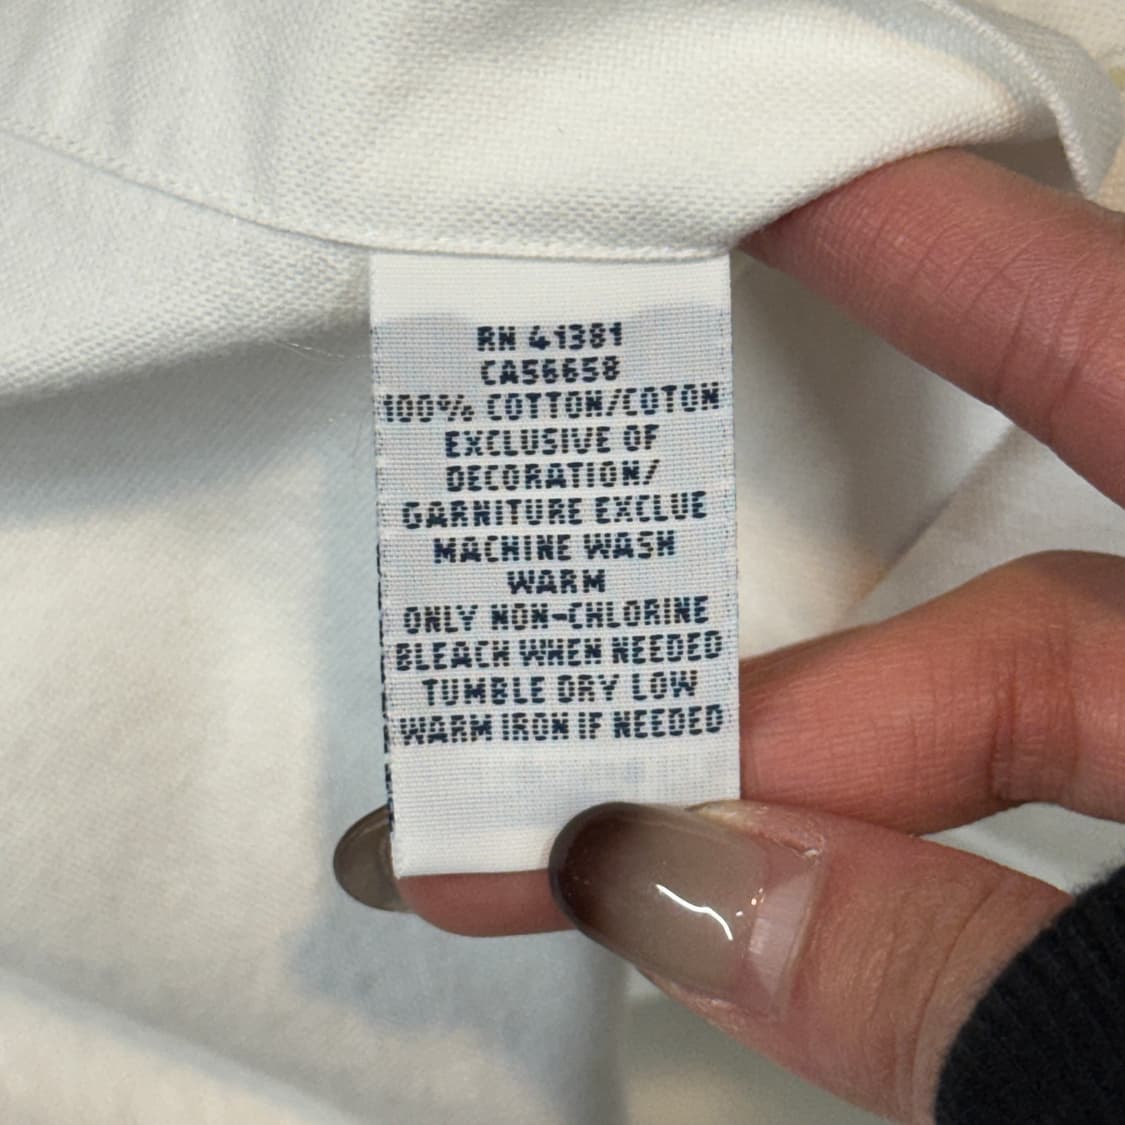 RN 41381
CA56658
100% COTTON/COTON
EXCLUSIVE OF
DECORATION/
GARNITURE EXCLUE
MACHINE WASH
WARM
ONLY NON-CHLORINE
BLEACH WHEN NEEDED
TUMBLE DRY LOW
WARM IRON IF NEEDED